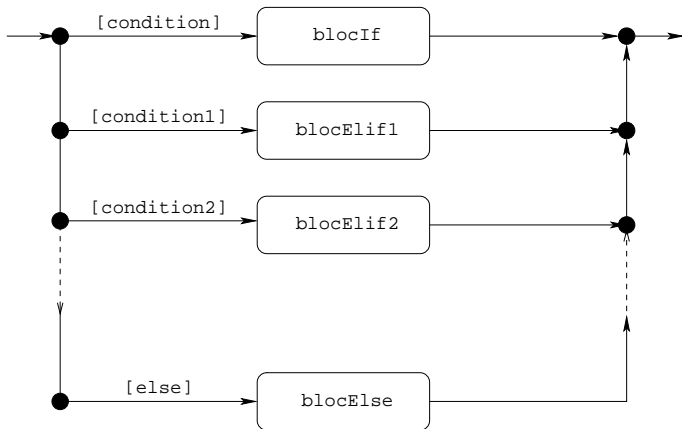 [condition]
blocIf
[condition1]
blocElif1
[condition2]
blocElif2
[else]
blocElse